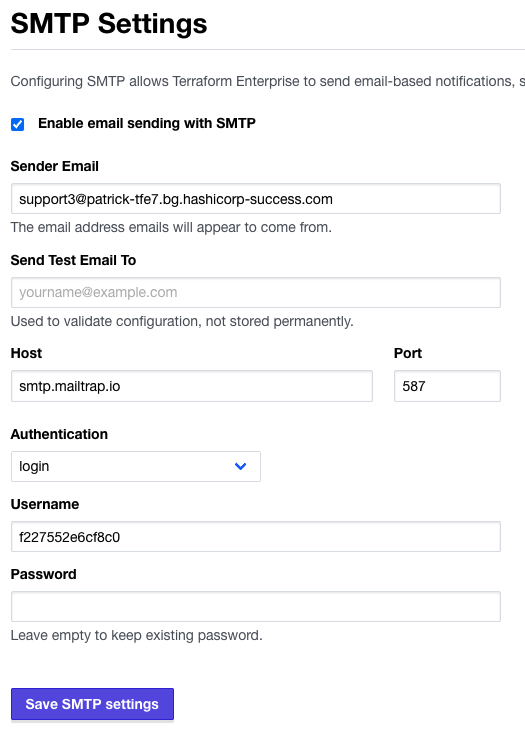 SMTP Settings
Configuring SMTP allows Terraform Enterprise to send email-based notifications, s
Enable email sending with SMTP
Sender Email
support3@patrick-tfe7.bg.hashicorp-success.com
The email address emails will appear to come from.
Send Test Email To
yourname@example.com
Used to validate configuration, not stored permanently.
Host Port
smtp.mailtrap.io 587
Authentication
login
Username
f227552e6cf8c0
Password
Leave empty to keep existing password.
Save SMTP settings